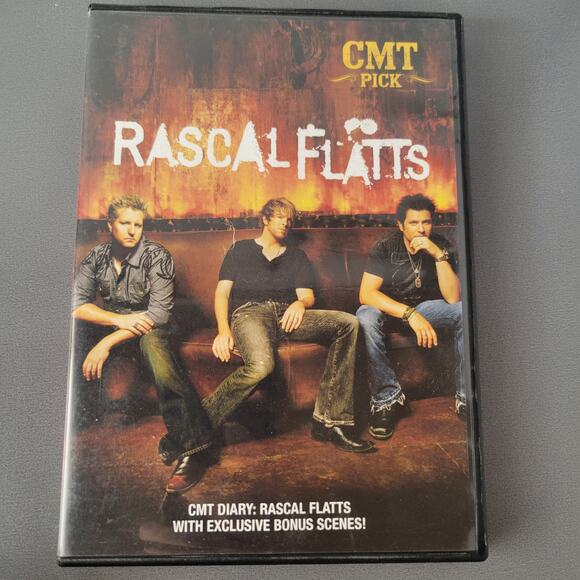 CMT
PICK
RASCAL FLATTS
CMT DIARY: RASCAL FLATTS
WITH EXCLUSIVE BONUS SCENES!